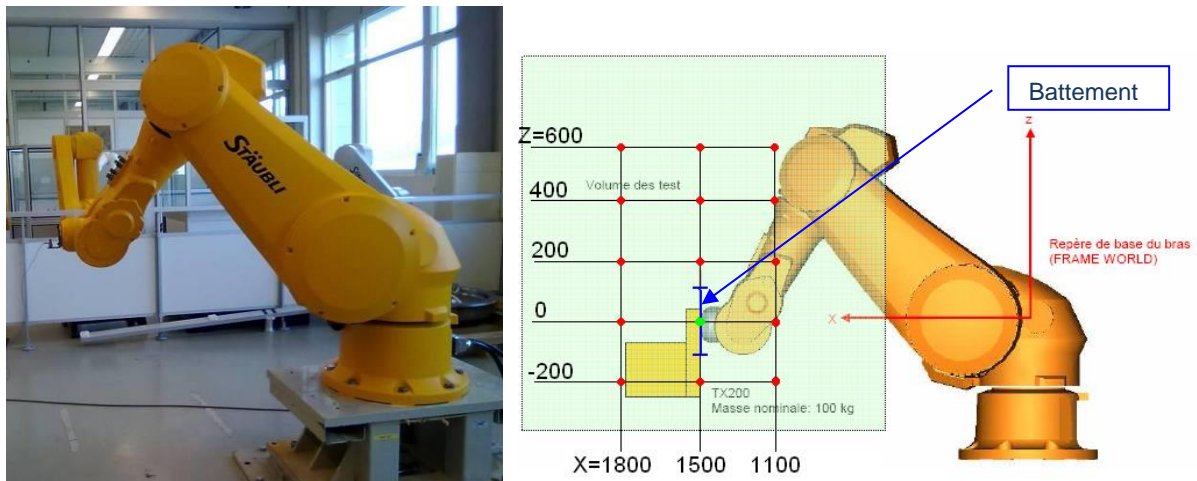 STÄUBLI
Battement
z
Z=600
Volume des test
400
200
Repère de base du bras
(FRAME WORLD)
0
X
-200
TX200
Masse nominale: 100 kg
X=1800 1500 1100